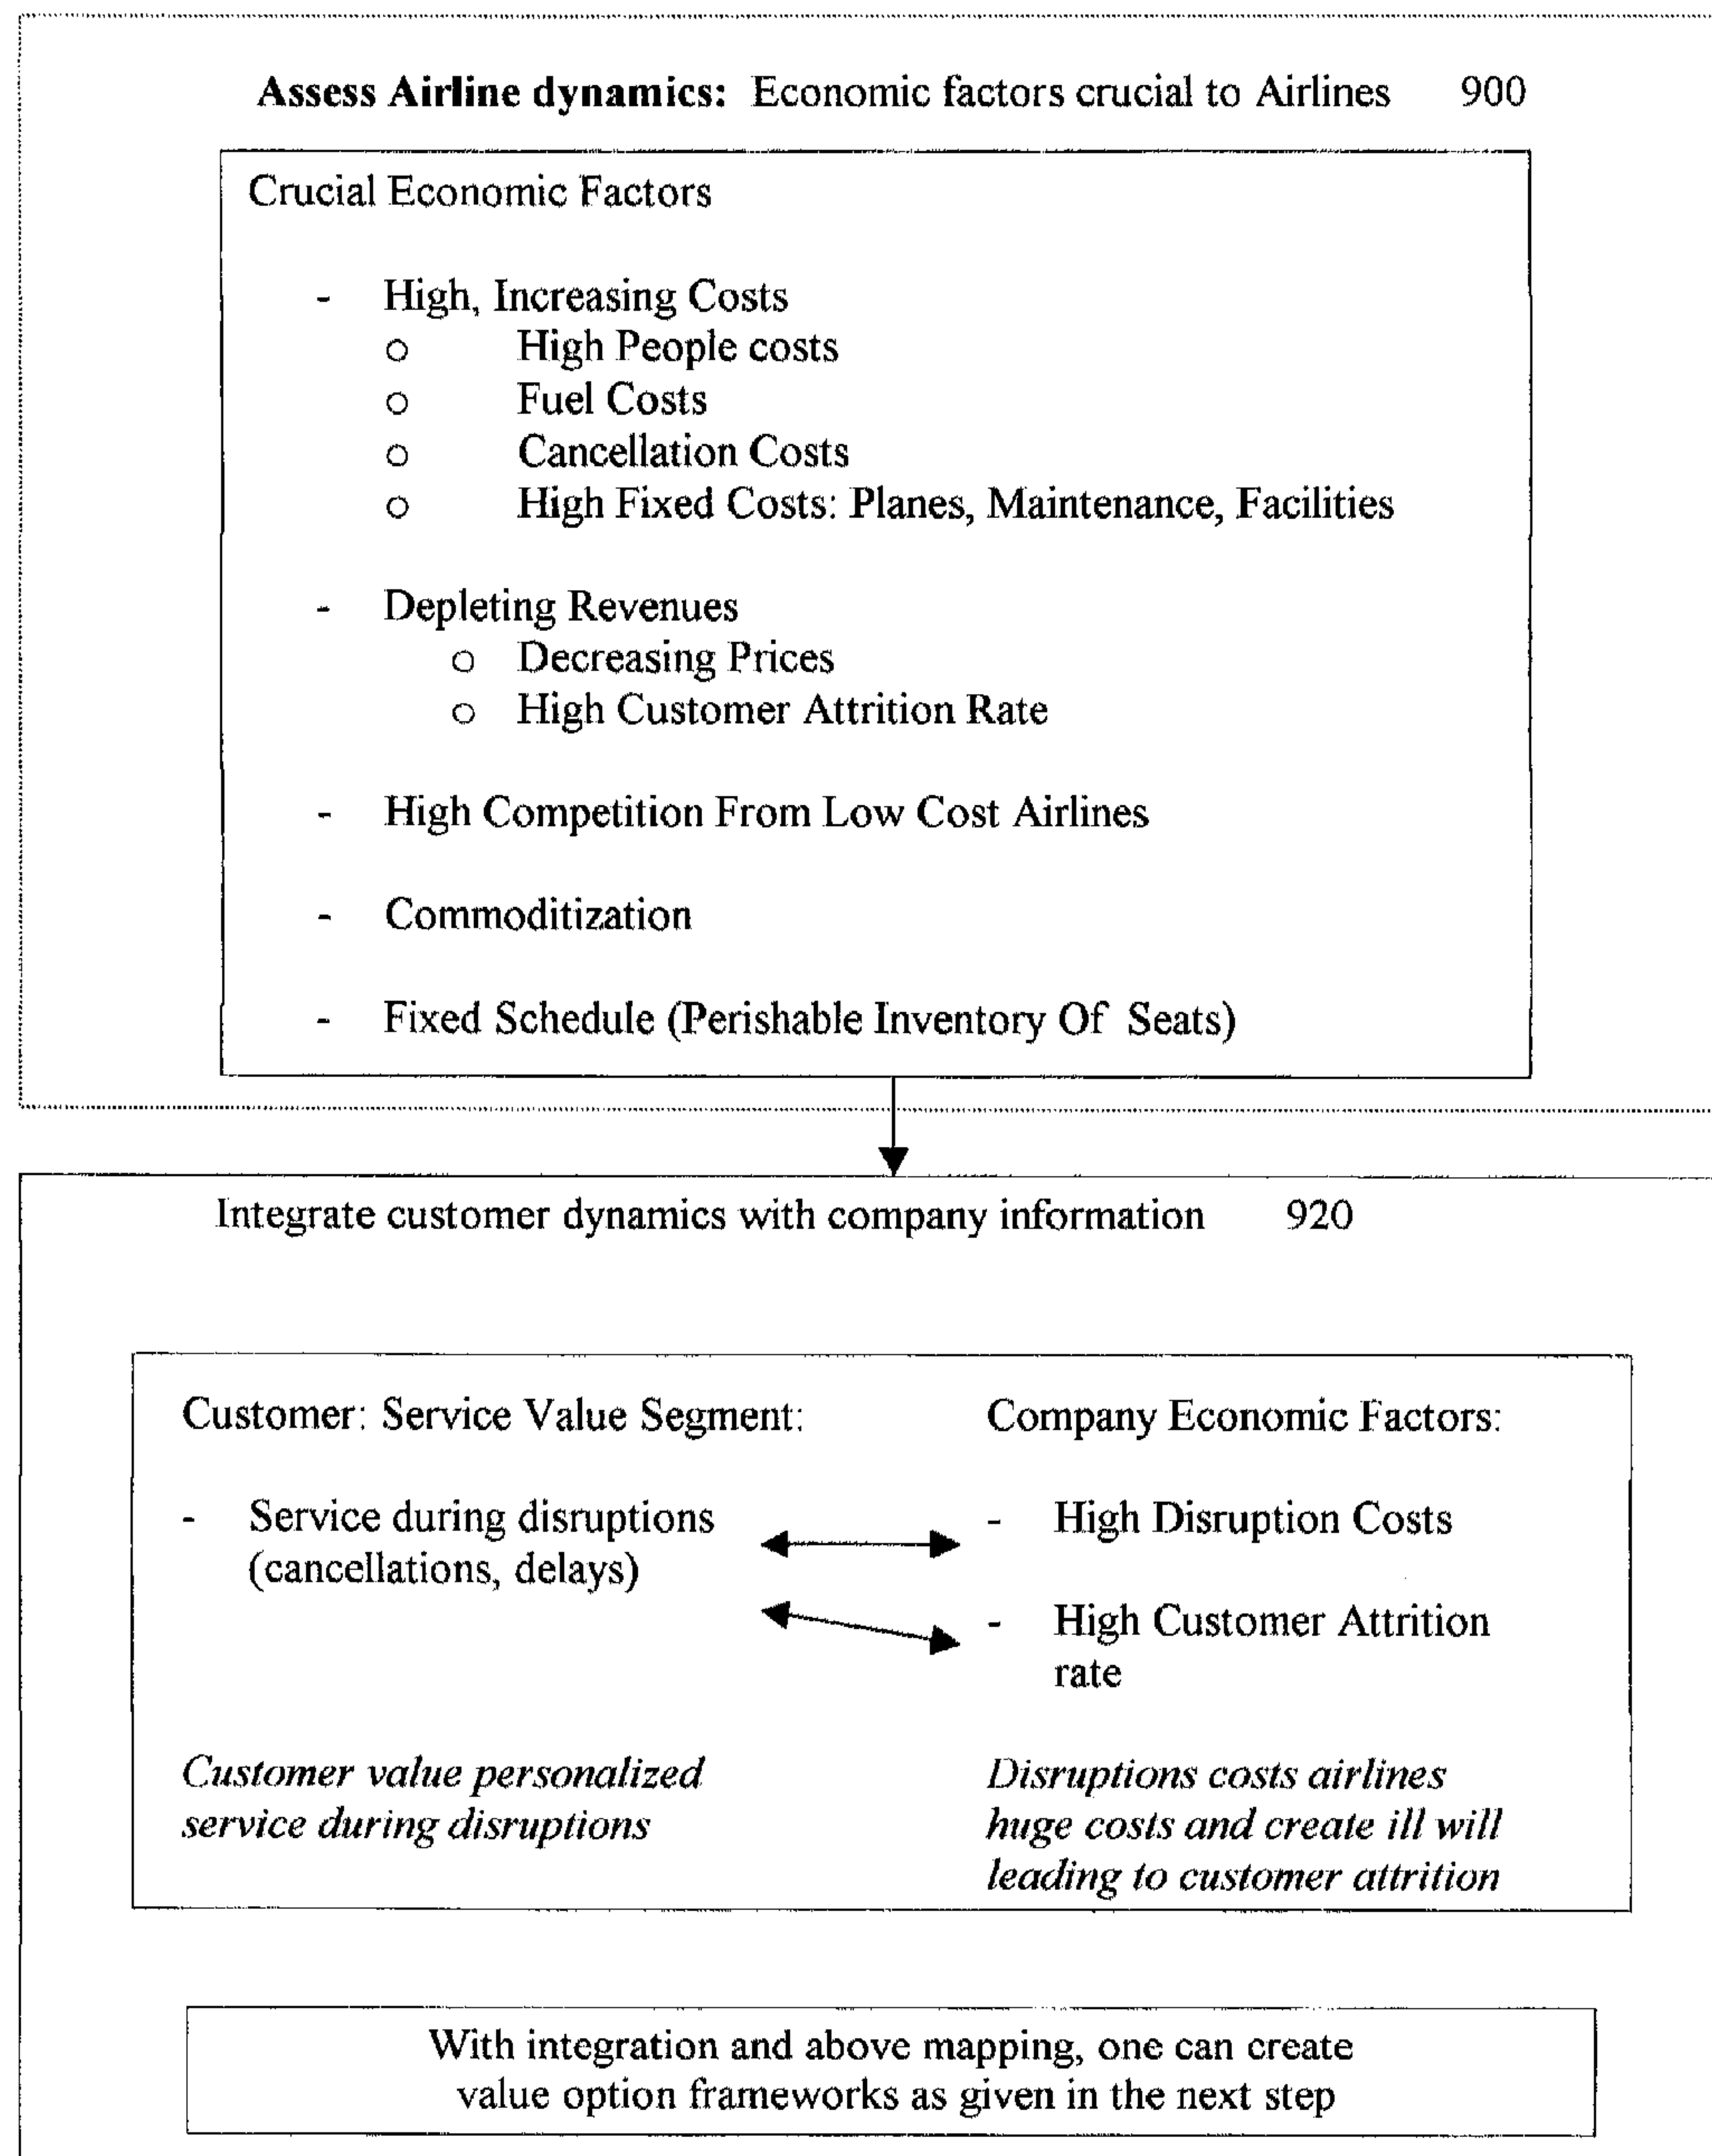 Assess Airline dynamics: Economic factors crucial to Airlines 900
Crucial Economic Factors
- High, Increasing Costs
o High People costs
o Fuel Costs
o Cancellation Costs
o High Fixed Costs: Planes, Maintenance, Facilities
- Depleting Revenues
o Decreasing Prices
o High Customer Attrition Rate
- High Competition From Low Cost Airlines
- Commoditization
- Fixed Schedule (Perishable Inventory Of Seats)
Integrate customer dynamics with company information 920
Customer: Service Value Segment:
- Service during disruptions
(cancellations, delays)
Customer value personalized
service during disruptions
Company Economic Factors:
- High Disruption Costs
- High Customer Attrition
rate
Disruptions costs airlines
huge costs and create ill will
leading to customer attrition
With integration and above mapping, one can create
value option frameworks as given in the next step